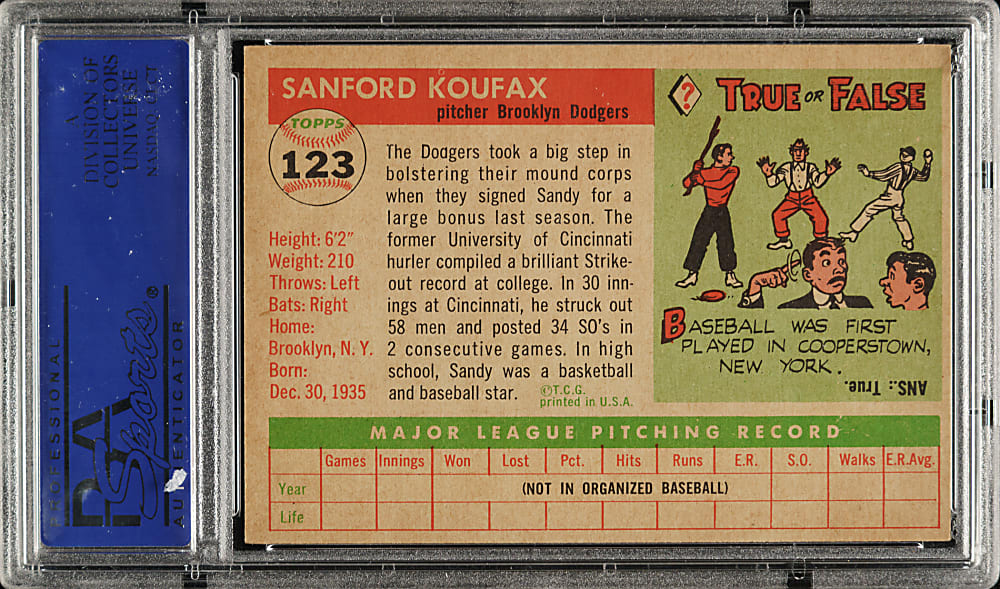 A
DIVISION OF
COLLECTORS
UNIVERSE
NASDAQ: CLCT
PROFESSIONAL
PSA
Sports®
AUTHENTICATOR
SANFORD KOUFAX
pitcher Brooklyn Dodgers
TOPPS
123
Height: 6'2"
Weight: 210
Throws: Left
Bats: Right
Home:
Brooklyn, N. Y.
Born:
Dec. 30, 1935
The Dodgers took a big step in
bolstering their mound corps
when they signed Sandy for a
large bonus last season. The
former University of Cincinnati
hurler compiled a brilliant Strike-
out record at college. In 30 inn-
ings at Cincinnati, he struck out
58 men and posted 34 SO's in
2 consecutive games. In high
school, Sandy was a basketball
and baseball star.
©T.C.G.
printed in U.S.A.
? TRUE OR FALSE
BASEBALL WAS FIRST
PLAYED IN COOPERSTOWN,
NEW YORK.
ANS.: True.
MAJOR LEAGUE PITCHING RECORD
Games Innings Won Lost Pct. Hits Runs E.R. S.O. Walks E.R.Avg.
Year (NOT IN ORGANIZED BASEBALL)
Life